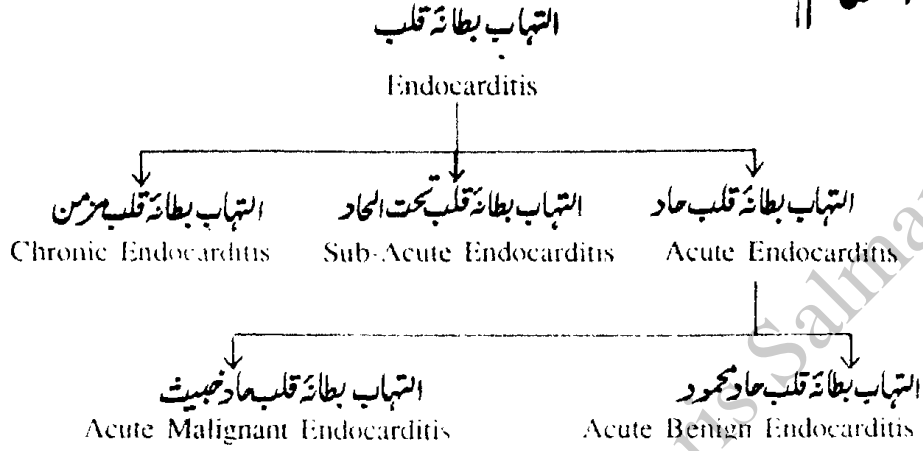 التہاب بطانۂ قلب
Endocarditis
التہاب بطانۂ قلب حاد
Acute Endocarditis
التہاب بطانۂ قلب تحت الحاد
Sub-Acute Endocarditis
التہاب بطانۂ قلب مزمن
Chronic Endocarditis
التہاب بطانۂ قلب حاد محمود
Acute Benign Endocarditis
التہاب بطانۂ قلب حاد خبیث
Acute Malignant Endocarditis